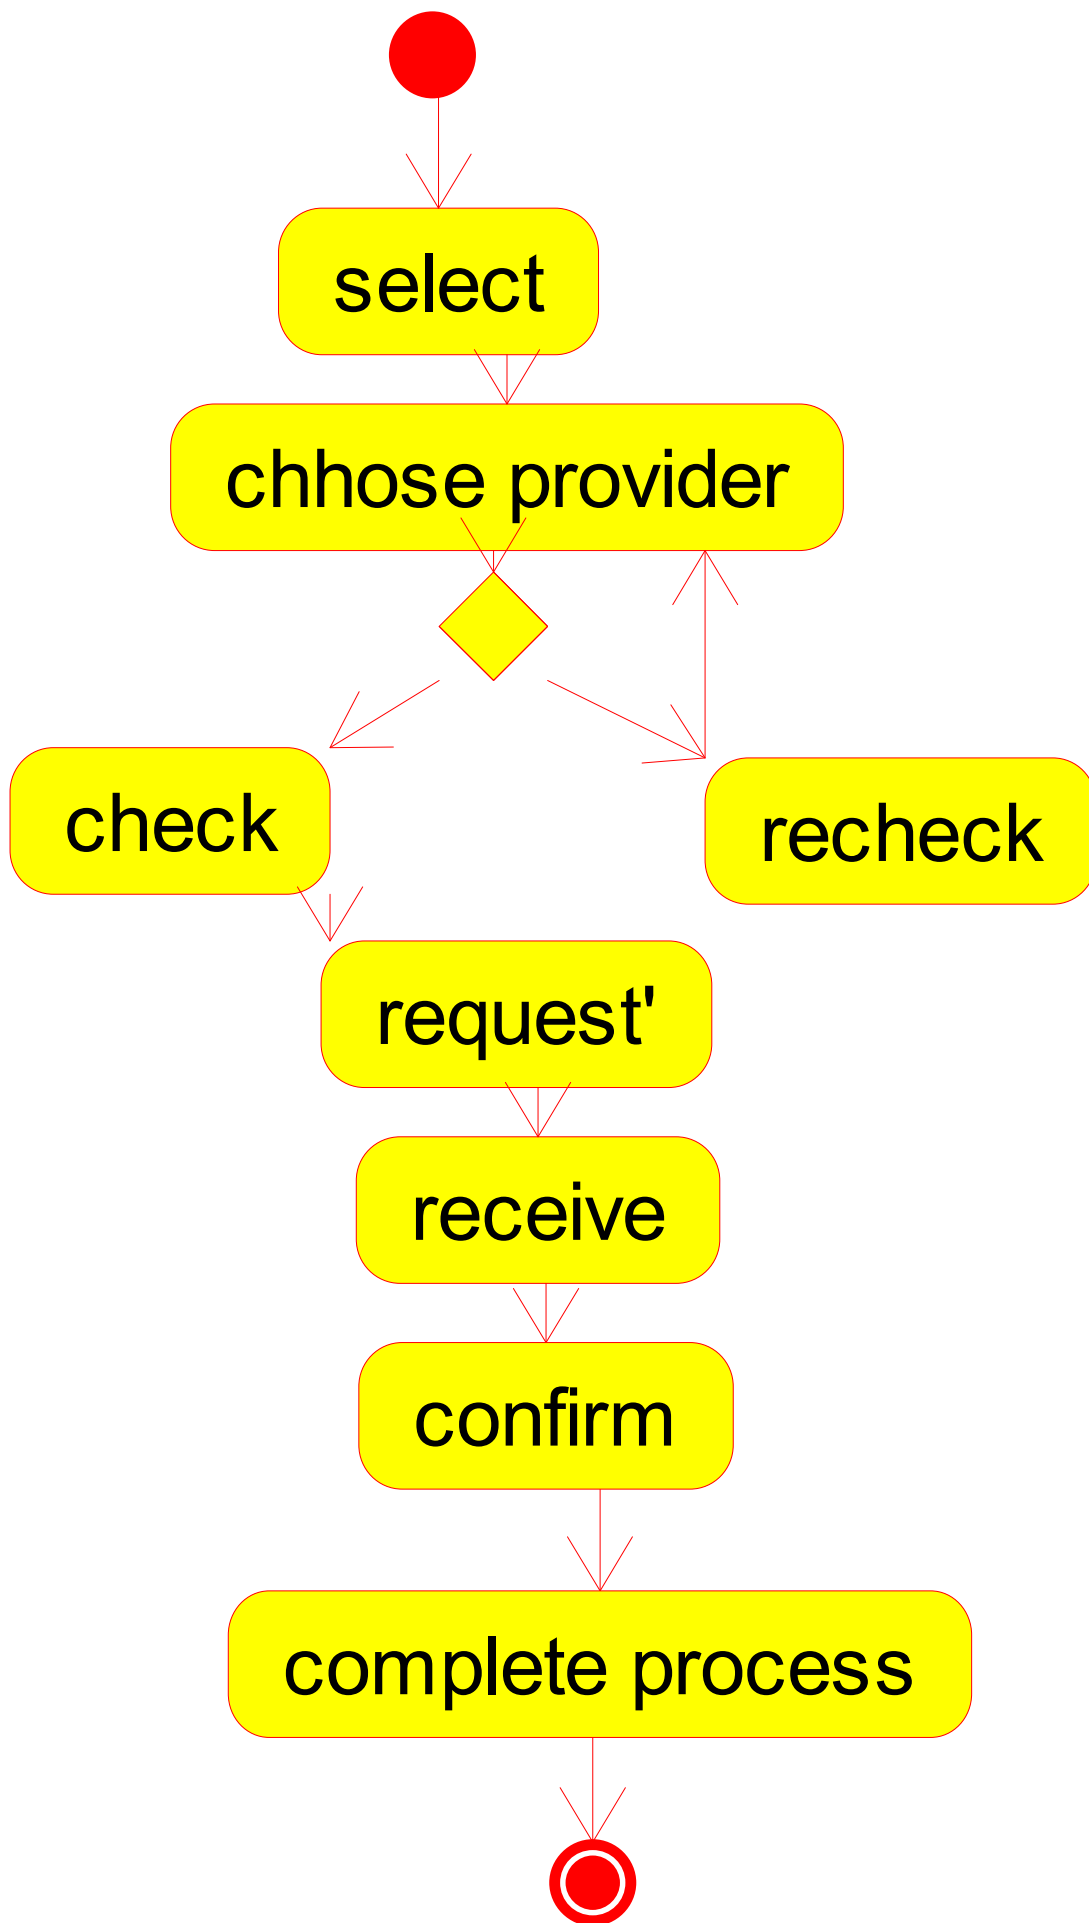 select
chhose provider
check
recheck
request'
receive
confirm
complete process